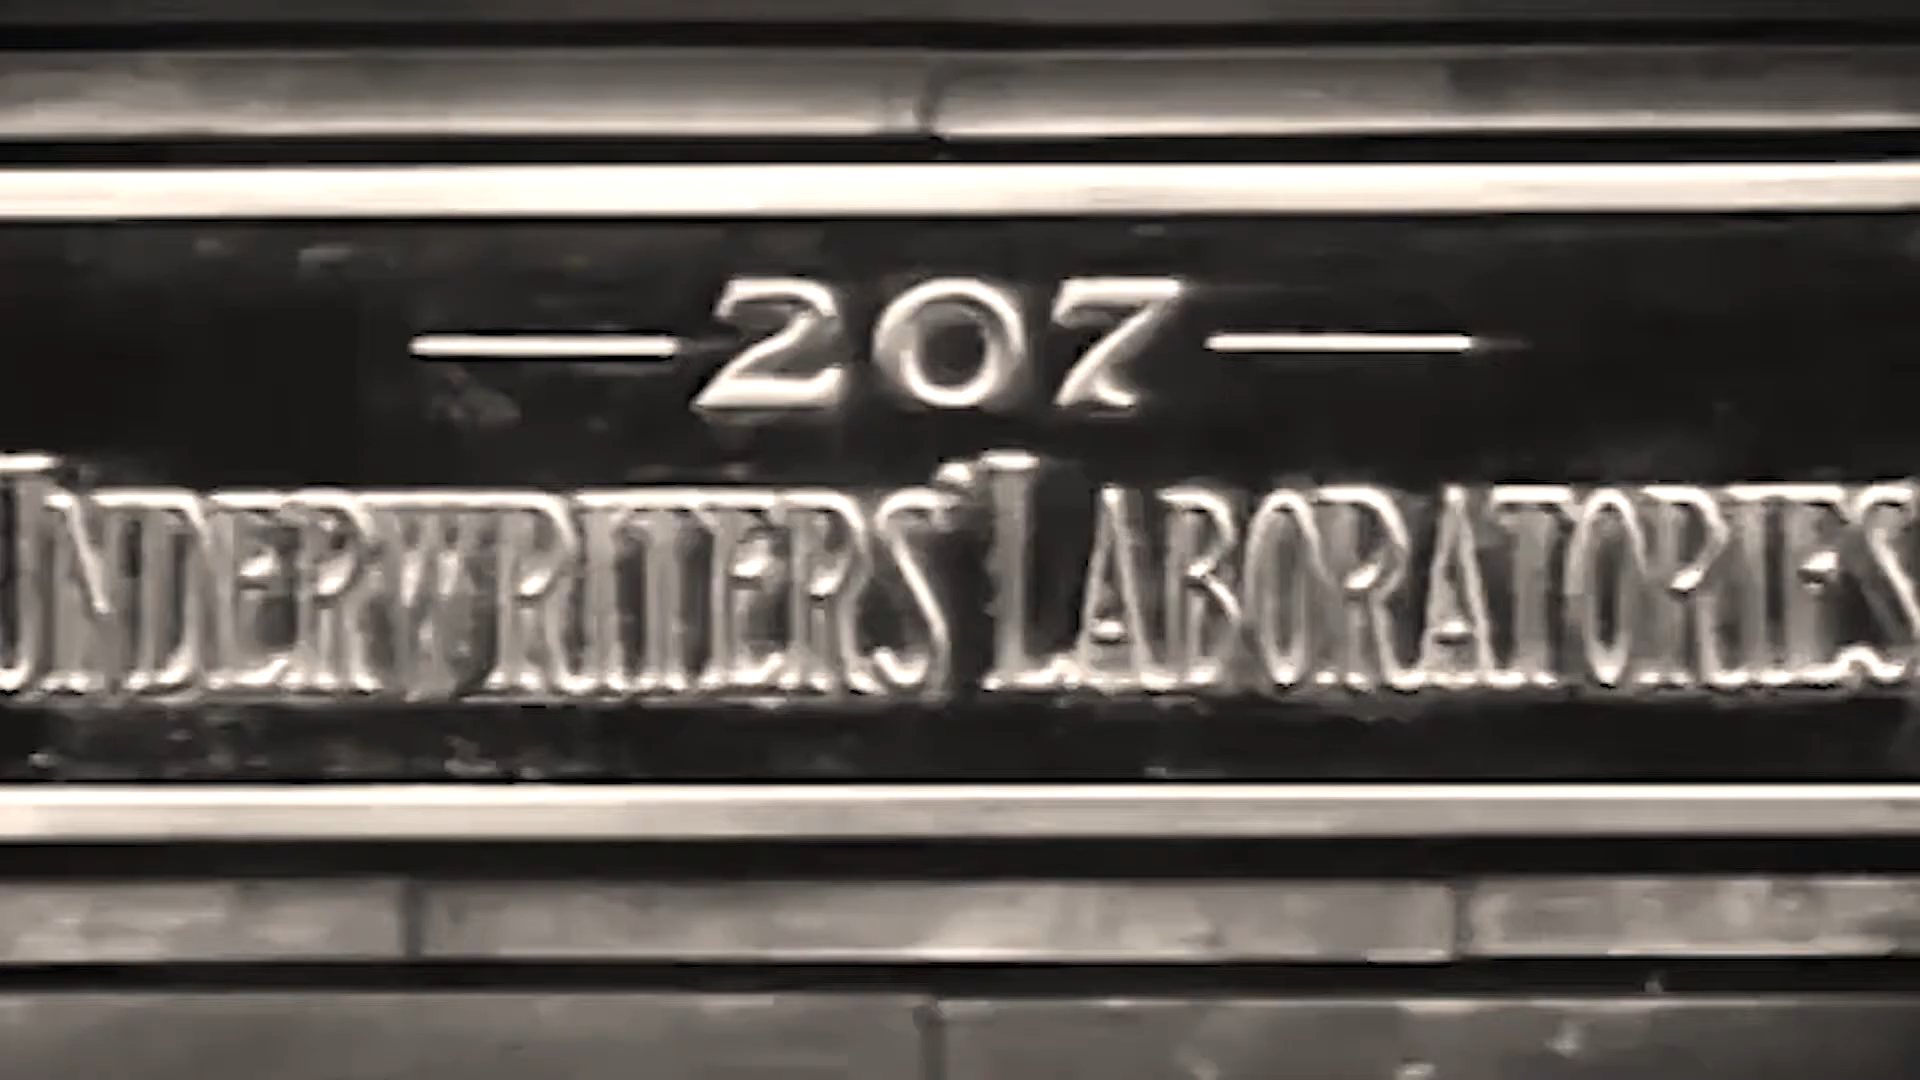 — 207 —
UNDERWRITERS' LABORATORIES